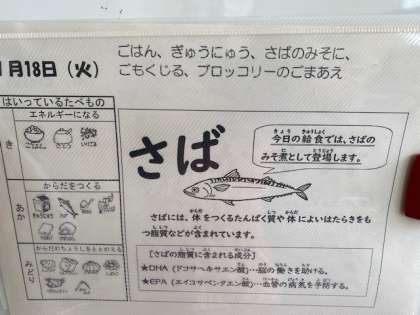 1月18日（火）
ごはん、ぎゅうにゅう、さばのみそに、
ごもくじる、ブロッコリーのごまあえ
はいっているたべもの
き
エネルギーになる
あか
からだをつくる
みどり
からだのちょうしをととのえる
さば
今日の給食では、さばの
みそ煮として登場します。
さばには、体をつくるたんぱく質や体によいはたらきをも
つ脂質などが含まれています。
［さばの脂質に含まれる成分］
★DHA（ドコサヘキサエン酸）…脳の働きを助ける。
★EPA（エイコサペンタエン酸）…血管の病気を予防する。